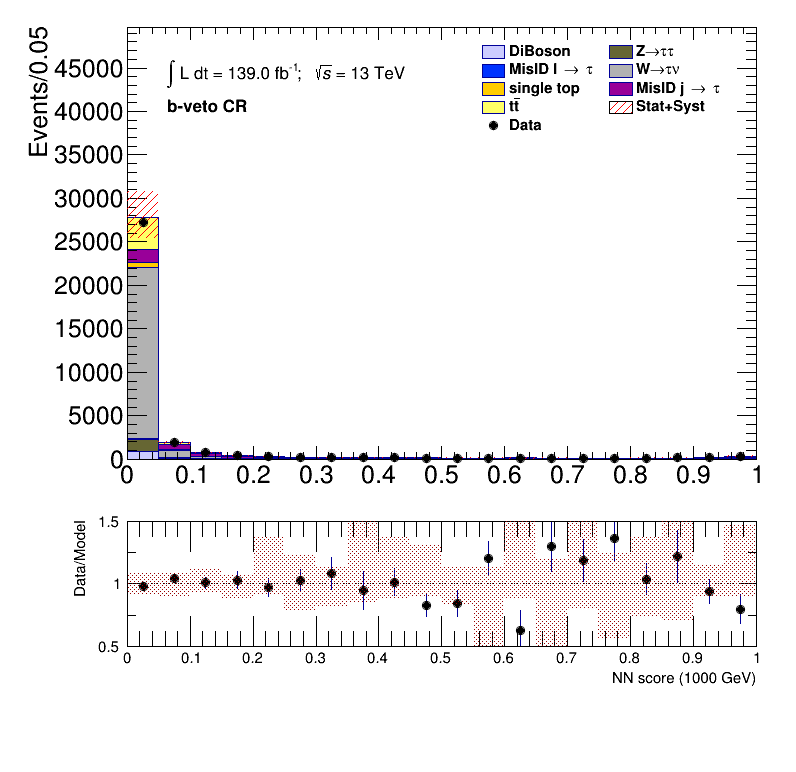 Events/0.05
45000
40000
35000
30000
25000
20000
15000
10000
5000
0
∫ L dt = 139.0 fb⁻¹; √s = 13 TeV
b-veto CR
DiBoson
MisID l → τ
single top
tt̄
Data
Z→ττ
W→τν
MisID j → τ
Stat+Syst
0 0.1 0.2 0.3 0.4 0.5 0.6 0.7 0.8 0.9 1
Data/Model
1.5
1
0.5
0 0.1 0.2 0.3 0.4 0.5 0.6 0.7 0.8 0.9 1
NN score (1000 GeV)